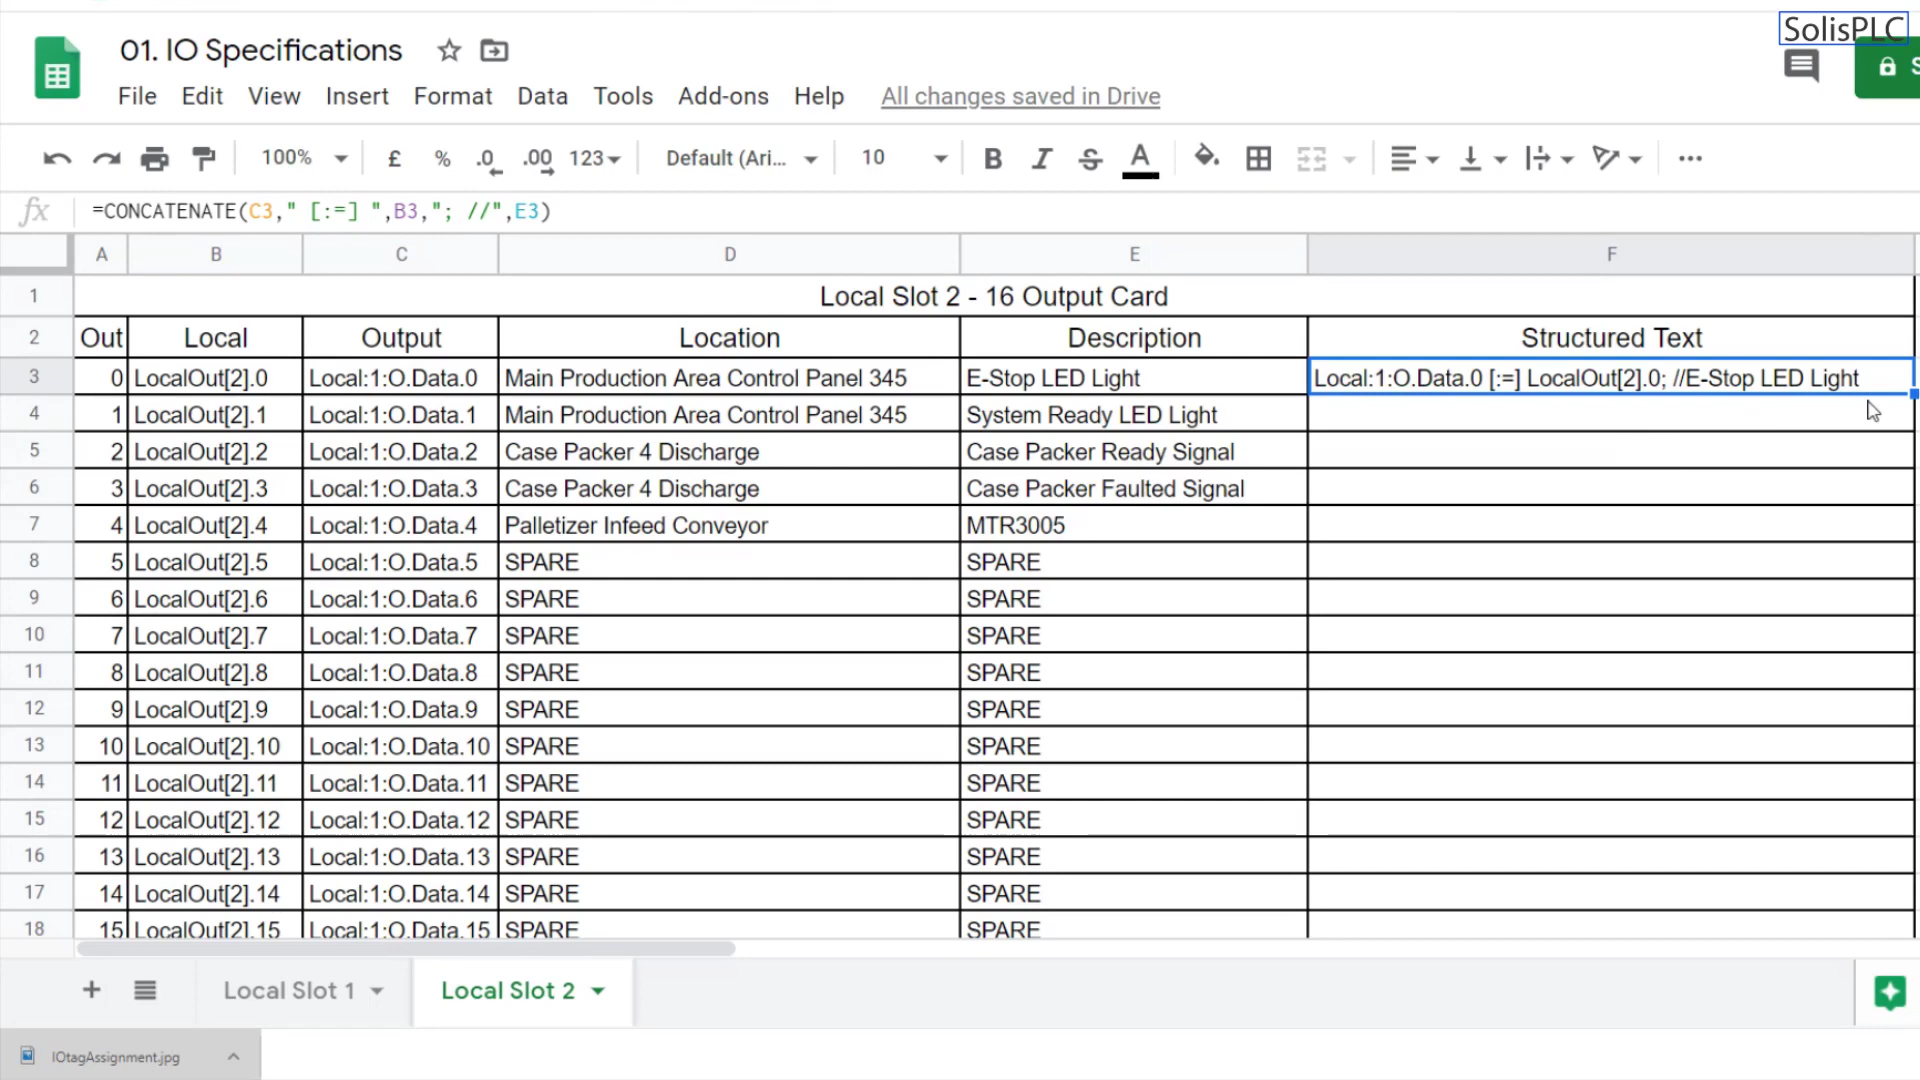 SolisPLC
01. IO Specifications
File Edit View Insert Format Data Tools Add-ons Help All changes saved in Drive
100% £ % .0 .00 123 Default (Ari... 10 B I S A
fx =CONCATENATE(C3," [:=] ",B3,"; //",E3)
A B C D E F
1 Local Slot 2 - 16 Output Card
2 Out Local Output Location Description Structured Text
3 0 LocalOut[2].0 Local:1:O.Data.0 Main Production Area Control Panel 345 E-Stop LED Light Local:1:O.Data.0 [:=] LocalOut[2].0; //E-Stop LED Light
4 1 LocalOut[2].1 Local:1:O.Data.1 Main Production Area Control Panel 345 System Ready LED Light
5 2 LocalOut[2].2 Local:1:O.Data.2 Case Packer 4 Discharge Case Packer Ready Signal
6 3 LocalOut[2].3 Local:1:O.Data.3 Case Packer 4 Discharge Case Packer Faulted Signal
7 4 LocalOut[2].4 Local:1:O.Data.4 Palletizer Infeed Conveyor MTR3005
8 5 LocalOut[2].5 Local:1:O.Data.5 SPARE SPARE
9 6 LocalOut[2].6 Local:1:O.Data.6 SPARE SPARE
10 7 LocalOut[2].7 Local:1:O.Data.7 SPARE SPARE
11 8 LocalOut[2].8 Local:1:O.Data.8 SPARE SPARE
12 9 LocalOut[2].9 Local:1:O.Data.9 SPARE SPARE
13 10 LocalOut[2].10 Local:1:O.Data.10 SPARE SPARE
14 11 LocalOut[2].11 Local:1:O.Data.11 SPARE SPARE
15 12 LocalOut[2].12 Local:1:O.Data.12 SPARE SPARE
16 13 LocalOut[2].13 Local:1:O.Data.13 SPARE SPARE
17 14 LocalOut[2].14 Local:1:O.Data.14 SPARE SPARE
18 15 LocalOut[2].15 Local:1:O.Data.15 SPARE SPARE
Local Slot 1 Local Slot 2
IOtagAssignment.jpg